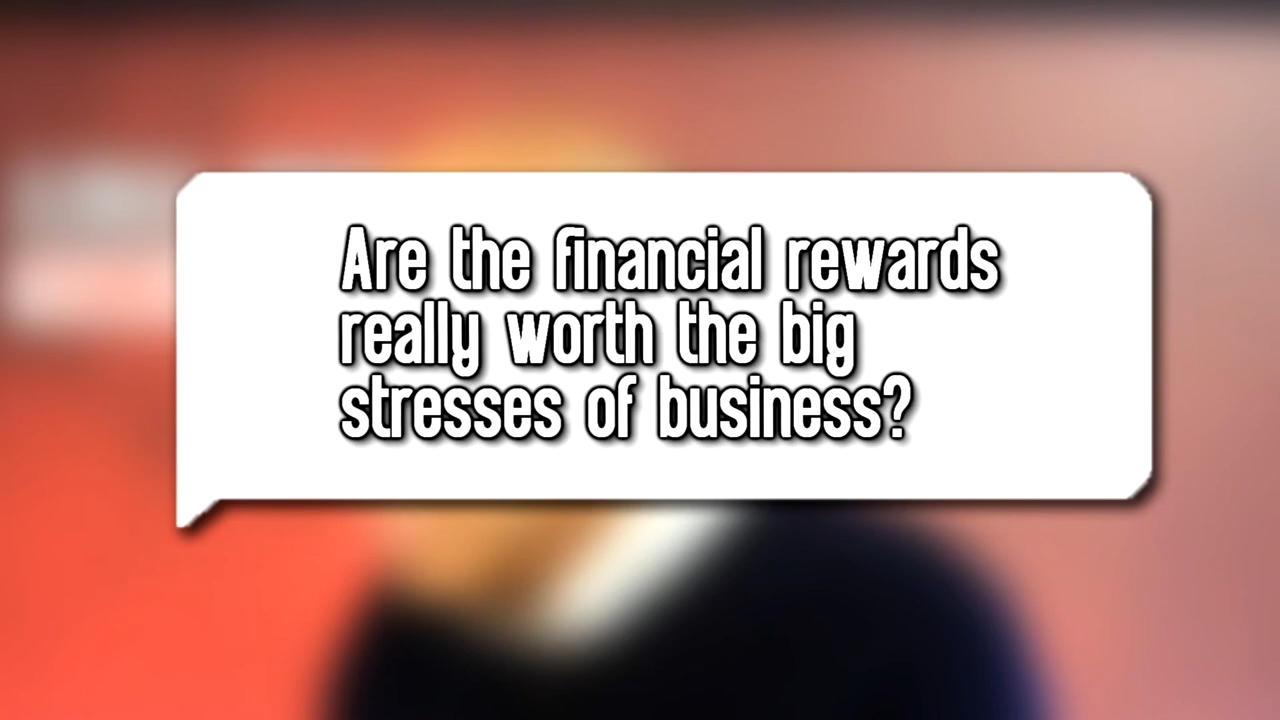 Are the financial rewards
really worth the big
stresses of business?